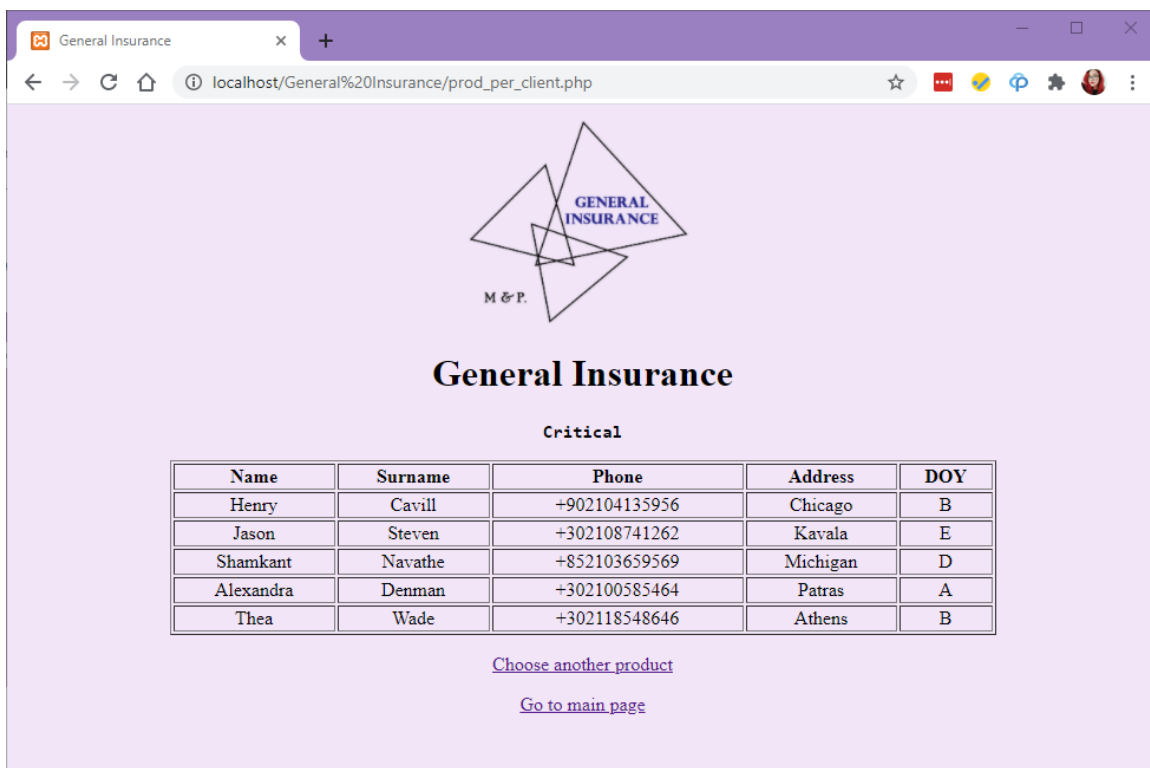 General Insurance
localhost/General%20Insurance/prod_per_client.php
GENERAL
INSURANCE
M & P.
General Insurance
Critical
Name Surname Phone Address DOY
Henry Cavill +902104135956 Chicago B
Jason Steven +302108741262 Kavala E
Shamkant Navathe +852103659569 Michigan D
Alexandra Denman +302100585464 Patras A
Thea Wade +302118548646 Athens B
Choose another product
Go to main page